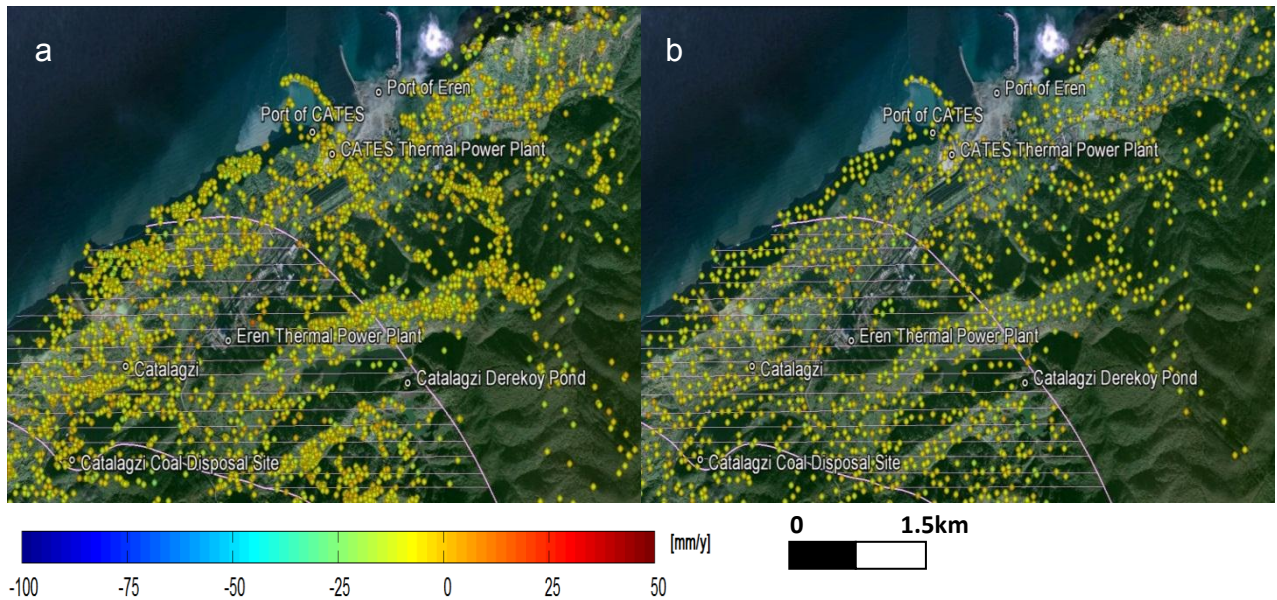 a
Port of Eren
Port of CATES
CATES Thermal Power Plant
Eren Thermal Power Plant
Catalagzi
Catalagzi Derekoy Pond
Catalagzi Coal Disposal Site
b
Port of Eren
Port of CATES
CATES Thermal Power Plant
Eren Thermal Power Plant
Catalagzi
Catalagzi Derekoy Pond
Catalagzi Coal Disposal Site
[mm/y]
-100 -75 -50 -25 0 25 50
0 1.5km